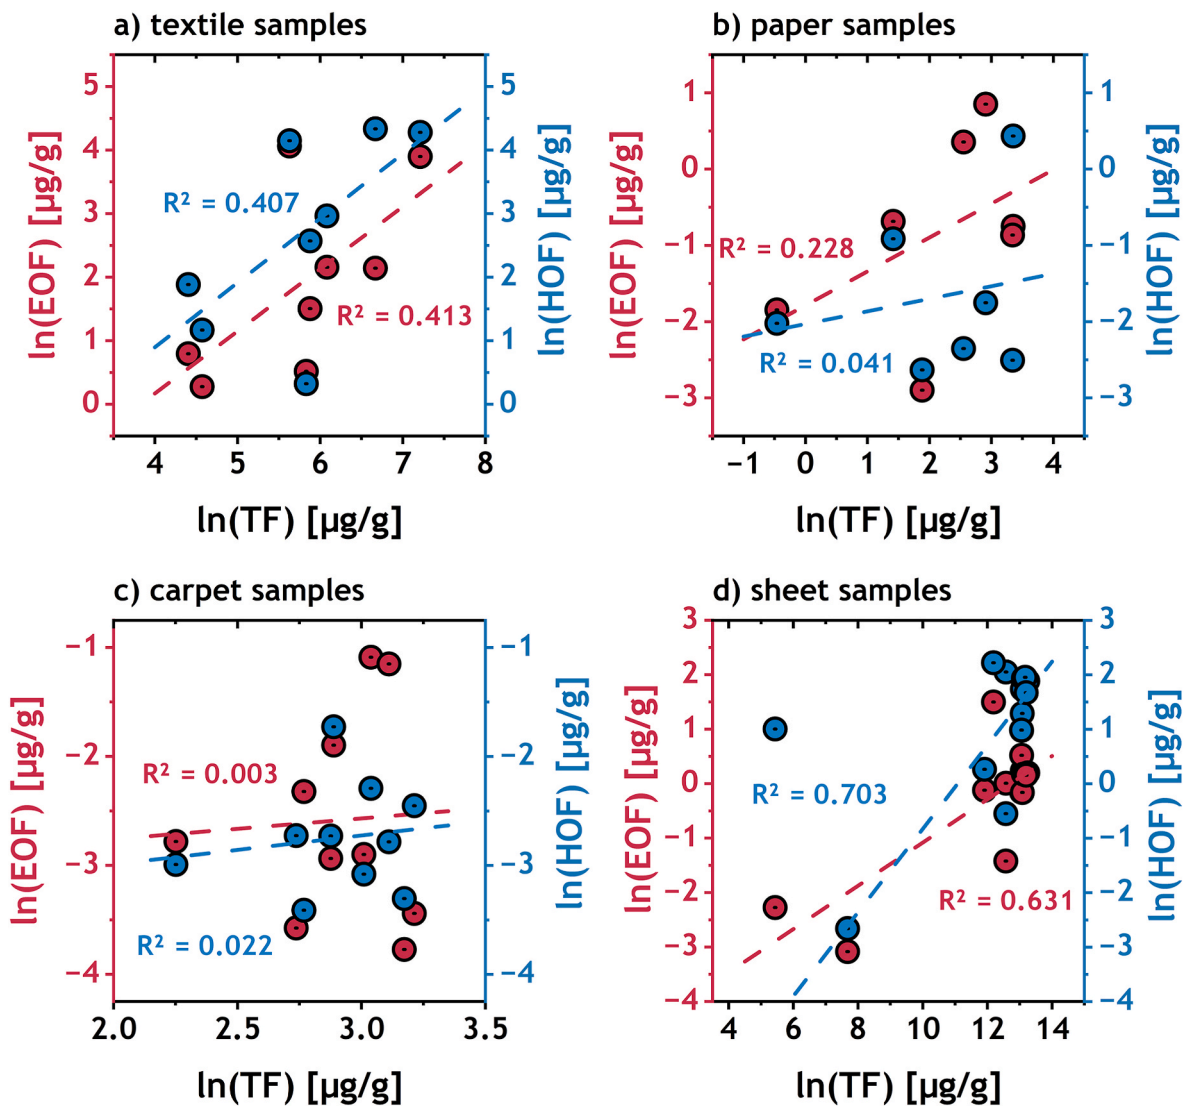 a) textile samples
ln(EOF) [µg/g]
5
4
3
2
1
0
R² = 0.407
R² = 0.413
5
4
3
2
1
0
ln(HOF) [µg/g]
4 5 6 7 8
ln(TF) [µg/g]
b) paper samples
ln(EOF) [µg/g]
1
0
−1
−2
−3
R² = 0.228
R² = 0.041
1
0
−1
−2
−3
ln(HOF) [µg/g]
−1 0 1 2 3 4
ln(TF) [µg/g]
c) carpet samples
ln(EOF) [µg/g]
−1
−2
−3
−4
R² = 0.003
R² = 0.022
−1
−2
−3
−4
ln(HOF) [µg/g]
2.0 2.5 3.0 3.5
ln(TF) [µg/g]
d) sheet samples
ln(EOF) [µg/g]
3
2
1
0
−1
−2
−3
−4
R² = 0.703
R² = 0.631
3
2
1
0
−1
−2
−3
−4
ln(HOF) [µg/g]
4 6 8 10 12 14
ln(TF) [µg/g]